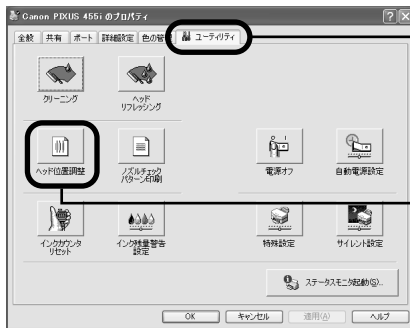 Canon PIXUS 455i のプロパティ
全般 共有 ポート 詳細設定 色の管理 ユーティリティ
クリーニング
ヘッド
リフレッシング
ヘッド位置調整
ノズルチェック
パターン印刷
電源オフ
自動電源設定
インクカウンタ
リセット
インク残量警告
設定
特殊設定
サイレント設定
ステータスモニタ起動(S)...
OK キャンセル 適用(A) ヘルプ